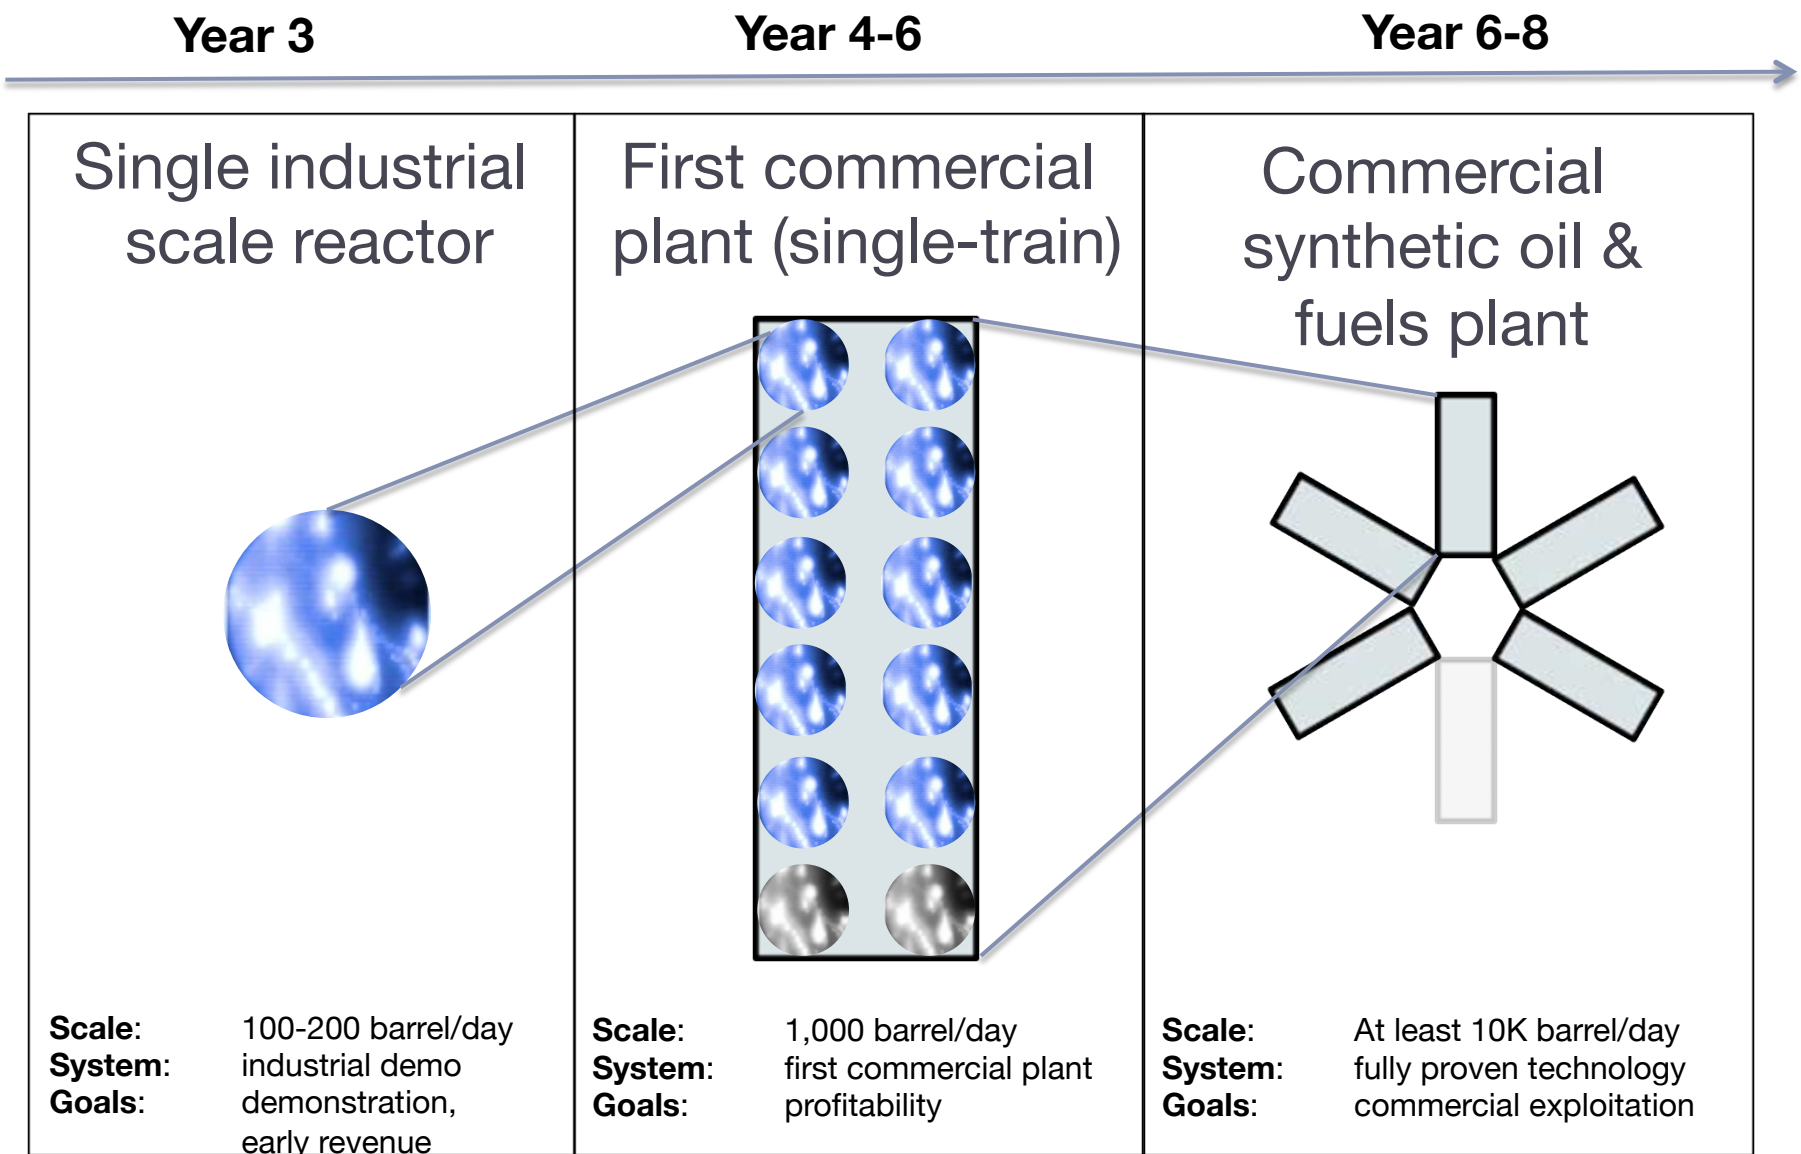 Year 3
Year 4-6
Year 6-8
Single industrial
scale reactor
First commercial
plant (single-train)
Commercial
synthetic oil &
fuels plant
Scale: 100-200 barrel/day
System: industrial demo
Goals: demonstration,
early revenue
Scale: 1,000 barrel/day
System: first commercial plant
Goals: profitability
Scale: At least 10K barrel/day
System: fully proven technology
Goals: commercial exploitation